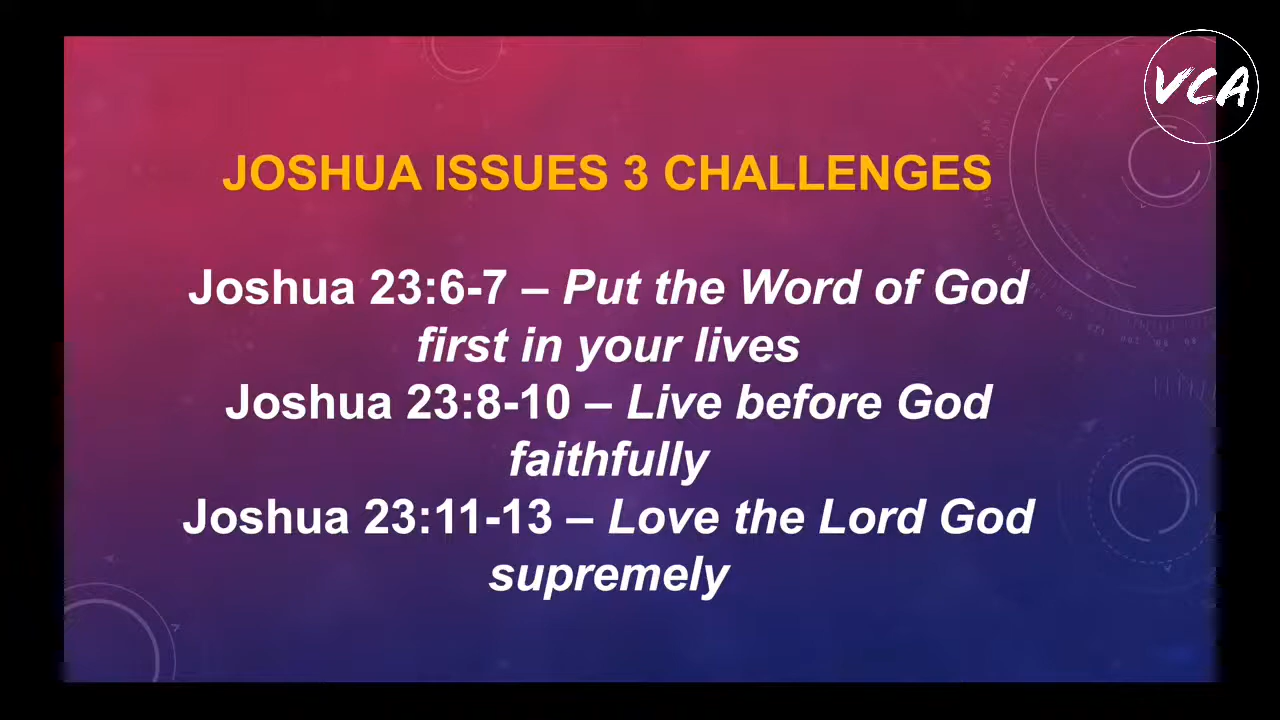 VCA
JOSHUA ISSUES 3 CHALLENGES
Joshua 23:6-7 – Put the Word of God
first in your lives
Joshua 23:8-10 – Live before God
faithfully
Joshua 23:11-13 – Love the Lord God
supremely